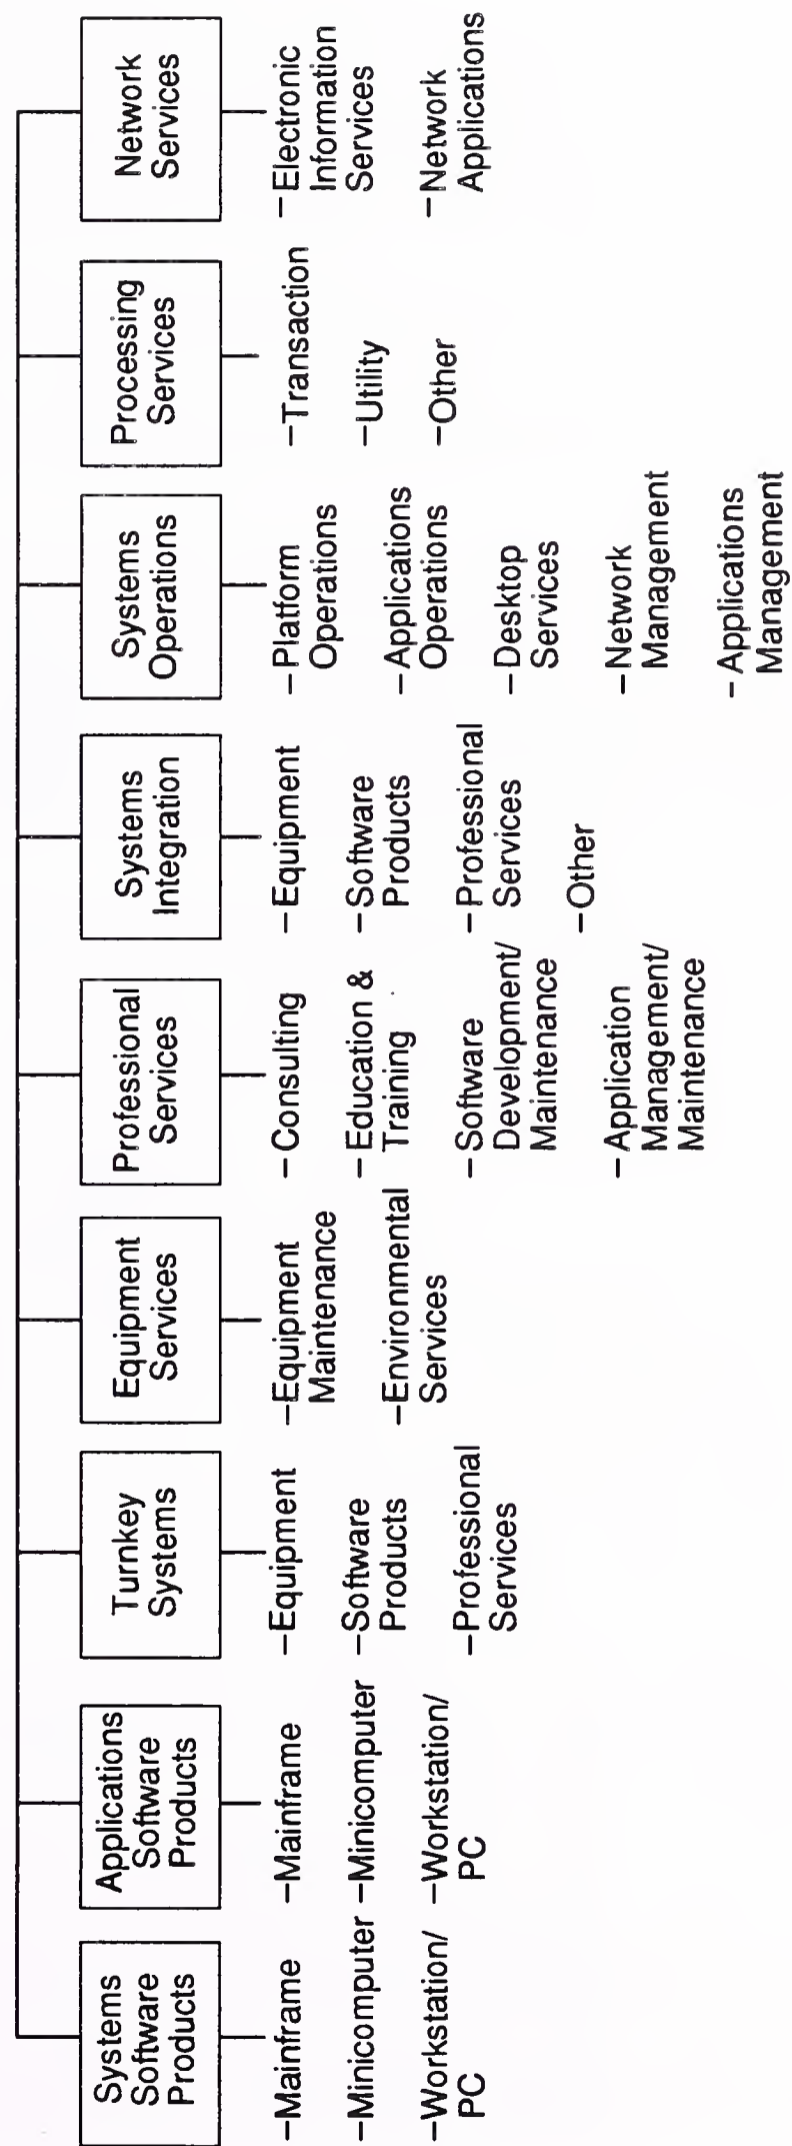 Systems
Software
Products
–Mainframe
–Minicomputer
–Workstation/
PC
Applications
Software
Products
–Mainframe
–Minicomputer
–Workstation/
PC
Turnkey
Systems
–Equipment
–Software
Products
–Professional
Services
Equipment
Services
–Equipment
Maintenance
–Environmental
Services
Professional
Services
–Consulting
–Education &
Training
–Software
Development/
Maintenance
–Application
Management/
Maintenance
Systems
Integration
–Equipment
–Software
Products
–Professional
Services
–Other
Systems
Operations
–Platform
Operations
–Applications
Operations
–Desktop
Services
–Network
Management
–Applications
Management
Processing
Services
–Transaction
–Utility
–Other
Network
Services
–Electronic
Information
Services
–Network
Applications